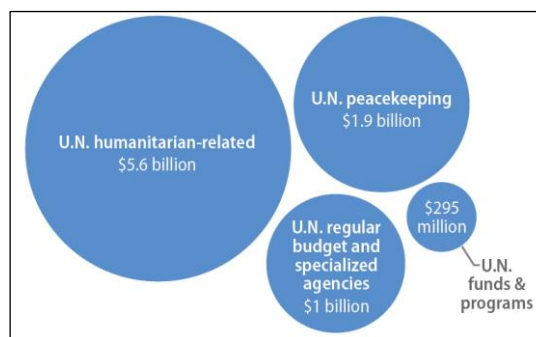 U.N. humanitarian-related
$5.6 billion
U.N. peacekeeping
$1.9 billion
U.N. regular
budget and
specialized
agencies
$1 billion
$295
million
U.N.
funds &
programs